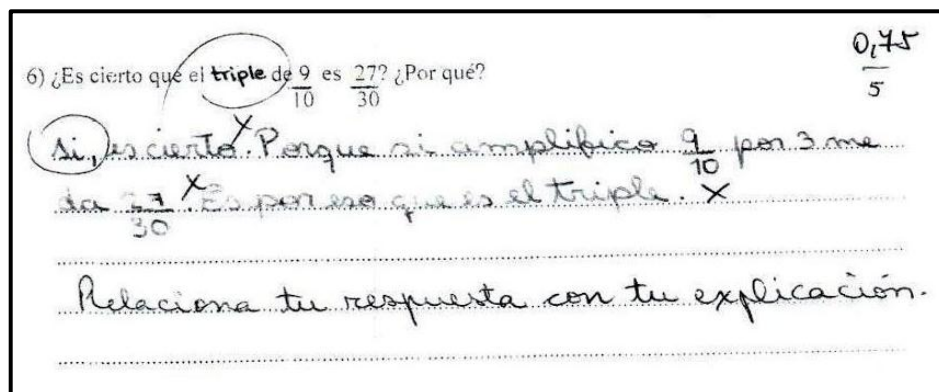 0,75
5
6) ¿Es cierto que el triple de 9/10 es 27/30? ¿Por qué?
si, es cierto. Porque si amplifico 9/10 por 3 me
da 27/30. Es por eso que es el triple.
Relaciona tu respuesta con tu explicación.